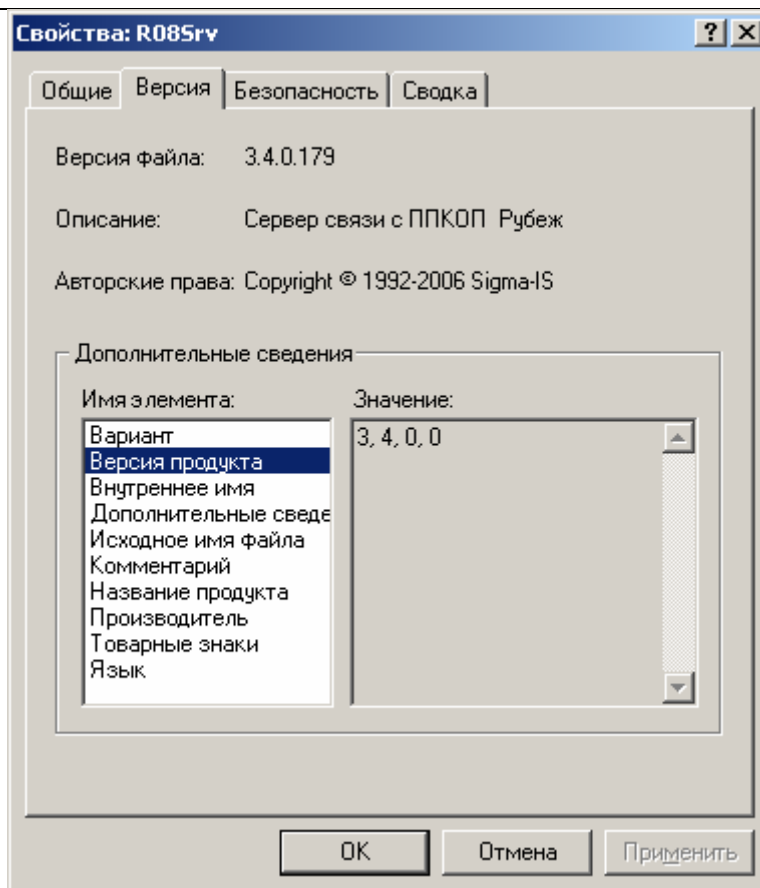 Свойства: R08Srv
Общие Версия Безопасность Сводка
Версия файла: 3.4.0.179
Описание: Сервер связи с ППКОП Рубеж
Авторские права: Copyright © 1992-2006 Sigma-IS
Дополнительные сведения
Имя элемента: Значение:
Вариант 3, 4, 0, 0
Версия продукта
Внутреннее имя
Дополнительные сведе
Исходное имя файла
Комментарий
Название продукта
Производитель
Товарные знаки
Язык
OK Отмена Применить